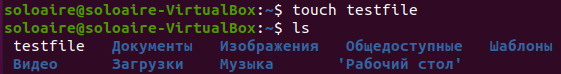 soloaire@soloaire-VirtualBox:~$ touch testfile
soloaire@soloaire-VirtualBox:~$ ls
testfile Документы Изображения Общедоступные Шаблоны
Видео Загрузки Музыка 'Рабочий стол'